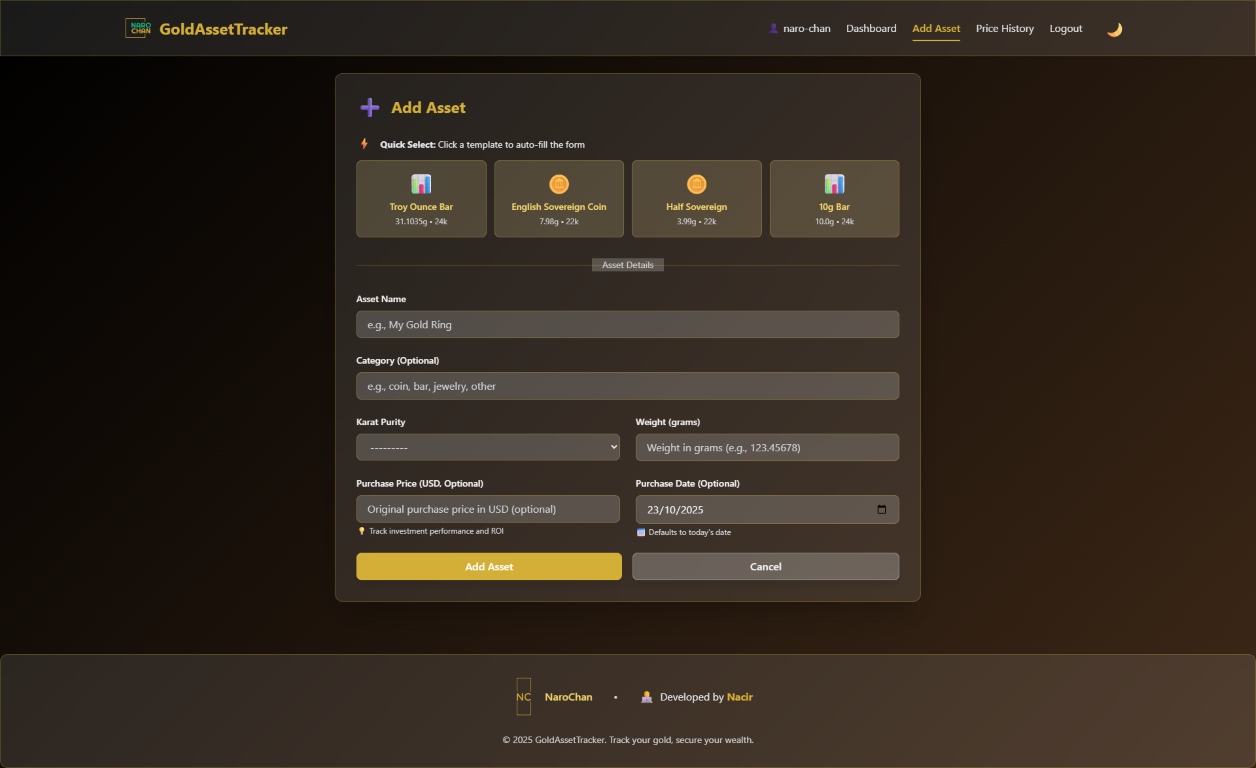 NARO
CHAN
GoldAssetTracker
naro-chan Dashboard Add Asset Price History Logout
Add Asset
Quick Select: Click a template to auto-fill the form
Troy Ounce Bar
31.1035g • 24k
English Sovereign Coin
7.98g • 22k
Half Sovereign
3.99g • 22k
10g Bar
10.0g • 24k
Asset Details
Asset Name
e.g., My Gold Ring
Category (Optional)
e.g., coin, bar, jewelry, other
Karat Purity
---------
Weight (grams)
Weight in grams (e.g., 123.45678)
Purchase Price (USD, Optional)
Original purchase price in USD (optional)
Track investment performance and ROI
Purchase Date (Optional)
23/10/2025
Defaults to today's date
Add Asset
Cancel
NC NaroChan • Developed by Nacir
© 2025 GoldAssetTracker. Track your gold, secure your wealth.